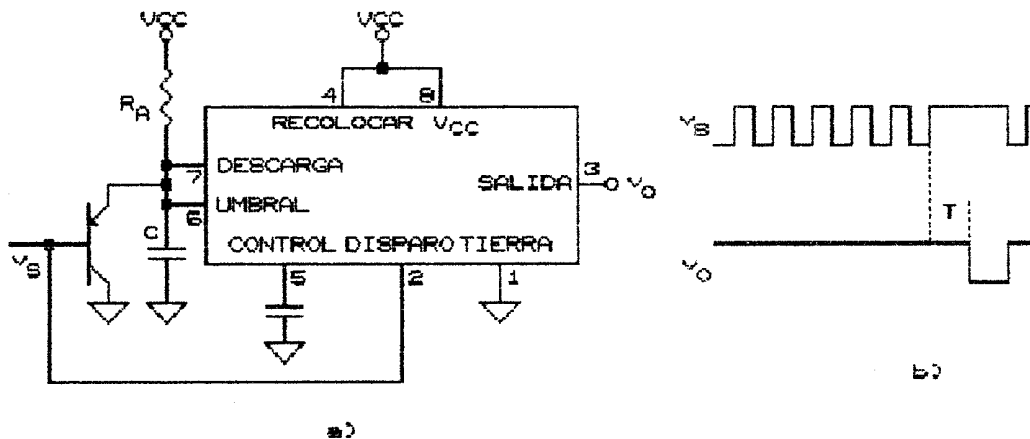 VCC
VCC
RA
4
8
RECOLOCAR VCC
DESCARGA
7
SALIDA
3
vO
UMBRAL
6
C
CONTROL DISPARO TIERRA
vS
5
2
1
a)
vS
T
vO
b)